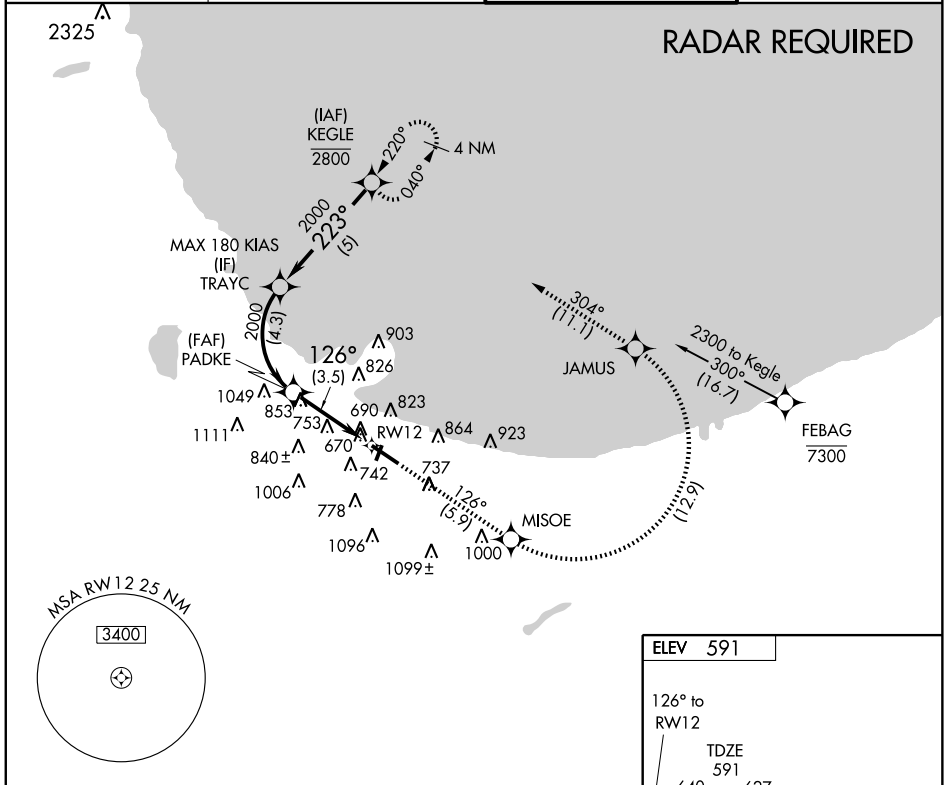 2325
RADAR REQUIRED
(IAF)
KEGLE
2800
220°
4 NM
040°
2000
223°
(5)
MAX 180 KIAS
(IF)
TRAYC
2000
(4.3)
304°
(11.1)
JAMUS
2300 to Kegle
300°
(16.7)
FEBAG
7300
(FAF)
PADKE
126°
(3.5)
903
826
1049
853
753
690
823
RW12
864
923
1111
670
840±
742
737
1006
778
126°
(5.9)
MISOE
(12.9)
1096
1099±
1000
MSA RW12 25 NM
3400
ELEV 591
126° to
RW12
TDZE
591